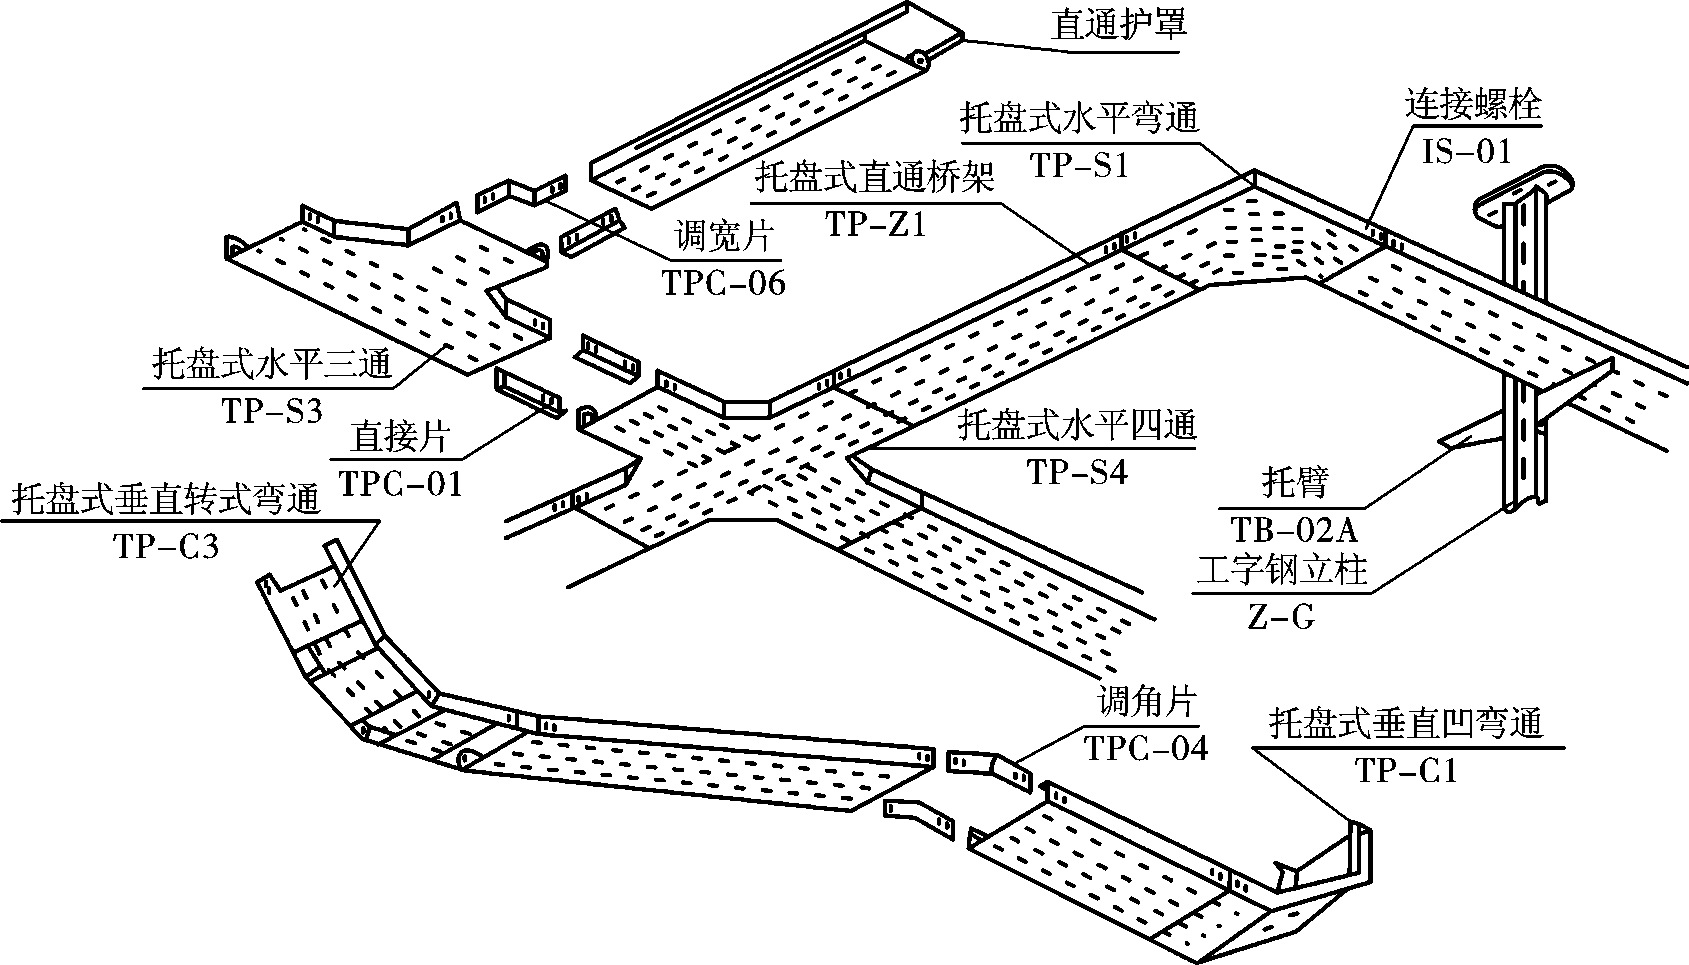 直通护罩
连接螺栓
IS-01
托盘式水平弯通
TP-S1
托盘式直通桥架
TP-Z1
调宽片
TPC-06
托盘式水平三通
TP-S3
直接片
TPC-01
托盘式水平四通
TP-S4
托臂
TB-02A
工字钢立柱
Z-G
托盘式垂直转式弯通
TP-C3
调角片
TPC-04
托盘式垂直凹弯通
TP-C1